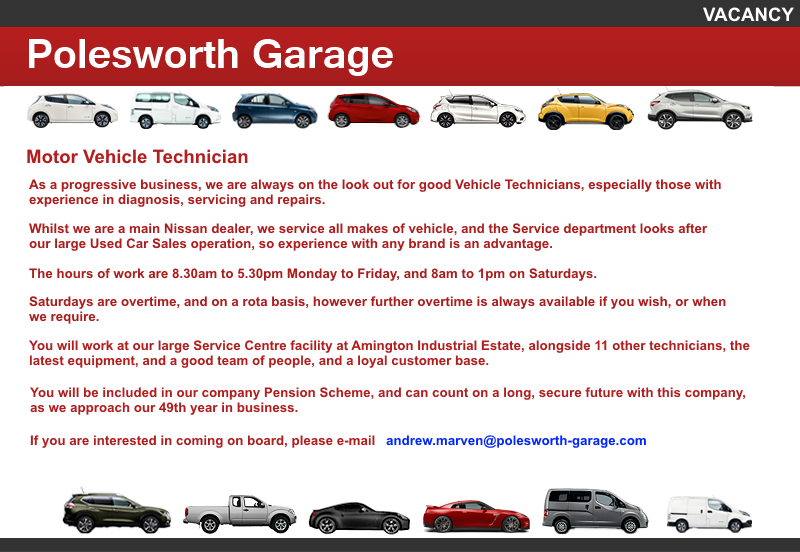 VACANCY
Polesworth Garage
Motor Vehicle Technician
As a progressive business, we are always on the look out for good Vehicle Technicians, especially those with
experience in diagnosis, servicing and repairs.
Whilst we are a main Nissan dealer, we service all makes of vehicle, and the Service department looks after
our large Used Car Sales operation, so experience with any brand is an advantage.
The hours of work are 8.30am to 5.30pm Monday to Friday, and 8am to 1pm on Saturdays.
Saturdays are overtime, and on a rota basis, however further overtime is always available if you wish, or when
we require.
You will work at our large Service Centre facility at Amington Industrial Estate, alongside 11 other technicians, the
latest equipment, and a good team of people, and a loyal customer base.
You will be included in our company Pension Scheme, and can count on a long, secure future with this company,
as we approach our 49th year in business.
If you are interested in coming on board, please e-mail andrew.marven@polesworth-garage.com